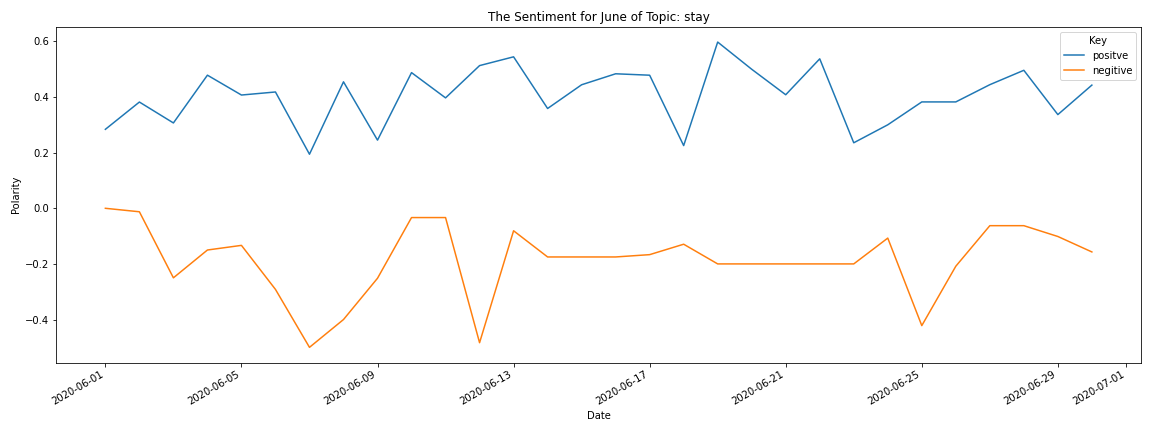 The Sentiment for June of Topic: stay
Key
positve
negitive
0.6
0.4
0.2
0.0
−0.2
−0.4
Polarity
2020-06-01
2020-06-05
2020-06-09
2020-06-13
2020-06-17
2020-06-21
2020-06-25
2020-06-29
2020-07-01
Date